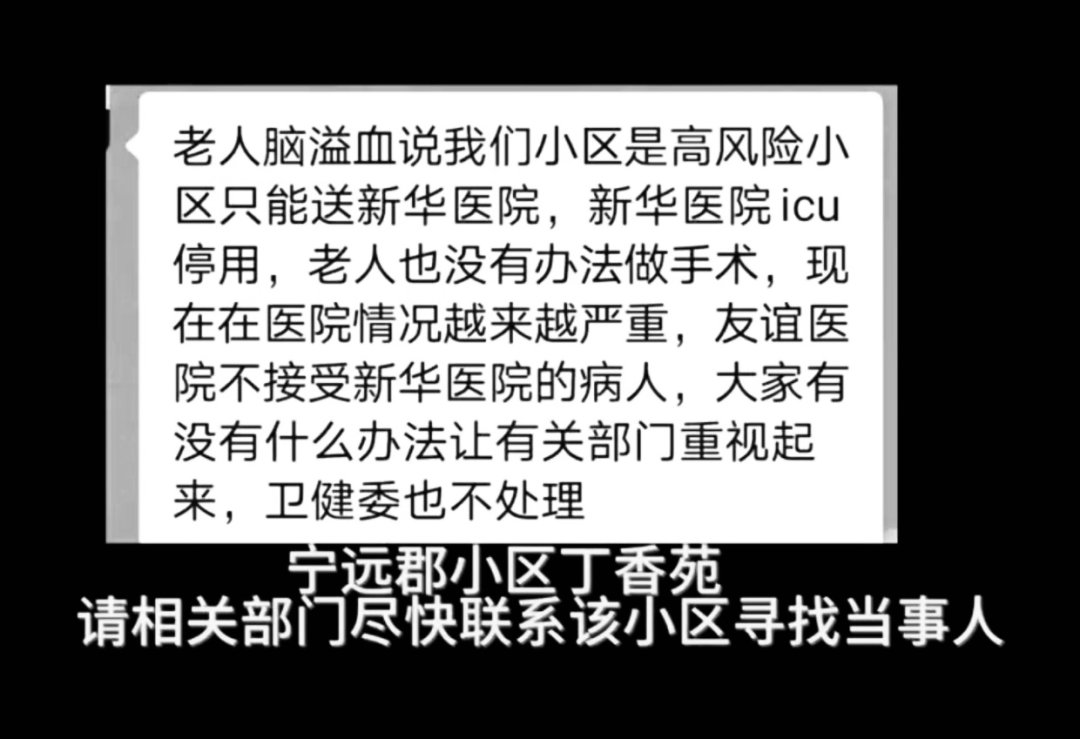 老人脑溢血说我们小区是高风险小
区只能送新华医院，新华医院icu
停用，老人也没有办法做手术，现
在在医院情况越来越严重，友谊医
院不接受新华医院的病人，大家有
没有什么办法让有关部门重视起
来，卫健委也不处理
宁远郡小区丁香苑
请相关部门尽快联系该小区寻找当事人